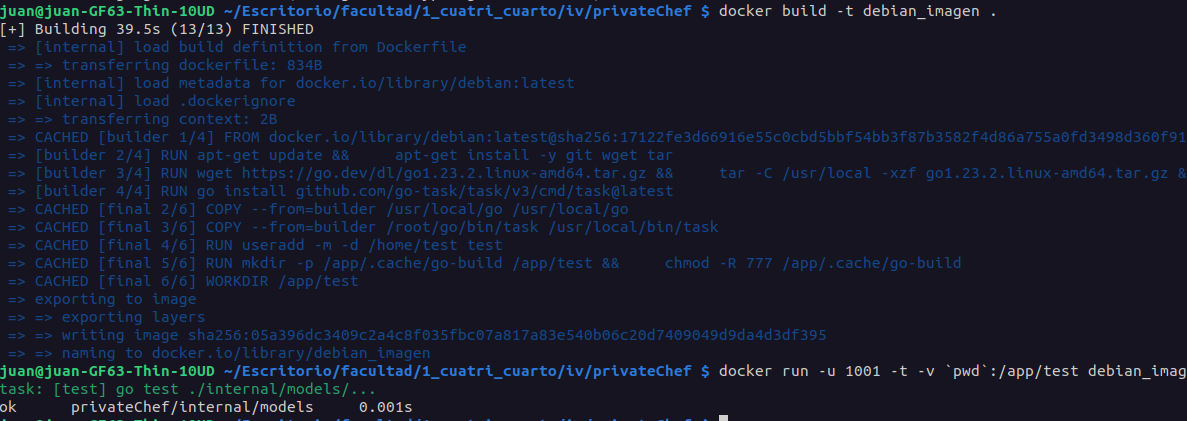 juan@juan-GF63-Thin-10UD ~/Escritorio/facultad/1_cuatri_cuarto/iv/privateChef $ docker build -t debian_imagen .
[+] Building 39.5s (13/13) FINISHED
=> [internal] load build definition from Dockerfile
=> => transferring dockerfile: 834B
=> [internal] load metadata for docker.io/library/debian:latest
=> [internal] load .dockerignore
=> => transferring context: 2B
=> CACHED [builder 1/4] FROM docker.io/library/debian:latest@sha256:17122fe3d66916e55c0cbd5bbf54bb3f87b3582f4d86a755a0fd3498d360f91
=> [builder 2/4] RUN apt-get update &&     apt-get install -y git wget tar
=> [builder 3/4] RUN wget https://go.dev/dl/go1.23.2.linux-amd64.tar.gz &&     tar -C /usr/local -xzf go1.23.2.linux-amd64.tar.gz &
=> [builder 4/4] RUN go install github.com/go-task/task/v3/cmd/task@latest
=> CACHED [final 2/6] COPY --from=builder /usr/local/go /usr/local/go
=> CACHED [final 3/6] COPY --from=builder /root/go/bin/task /usr/local/bin/task
=> CACHED [final 4/6] RUN useradd -m -d /home/test test
=> CACHED [final 5/6] RUN mkdir -p /app/.cache/go-build /app/test &&     chmod -R 777 /app/.cache/go-build
=> CACHED [final 6/6] WORKDIR /app/test
=> exporting to image
=> => exporting layers
=> => writing image sha256:05a396dc3409c2a4c8f035fbc07a817a83e540b06c20d7409049d9da4d3df395
=> => naming to docker.io/library/debian_imagen
juan@juan-GF63-Thin-10UD ~/Escritorio/facultad/1_cuatri_cuarto/iv/privateChef $ docker run -u 1001 -t -v `pwd`:/app/test debian_imag
task: [test] go test ./internal/models/...
ok      privateChef/internal/models     0.001s